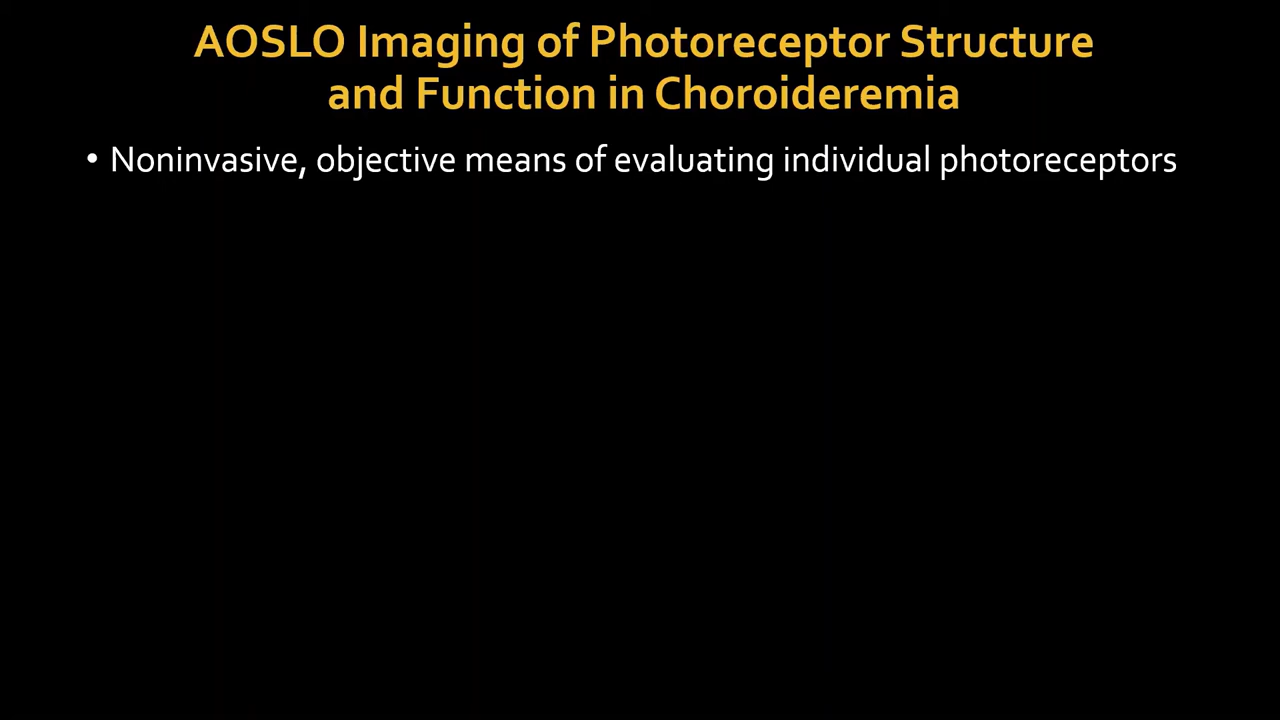 AOSLO Imaging of Photoreceptor Structure
and Function in Choroideremia
• Noninvasive, objective means of evaluating individual photoreceptors